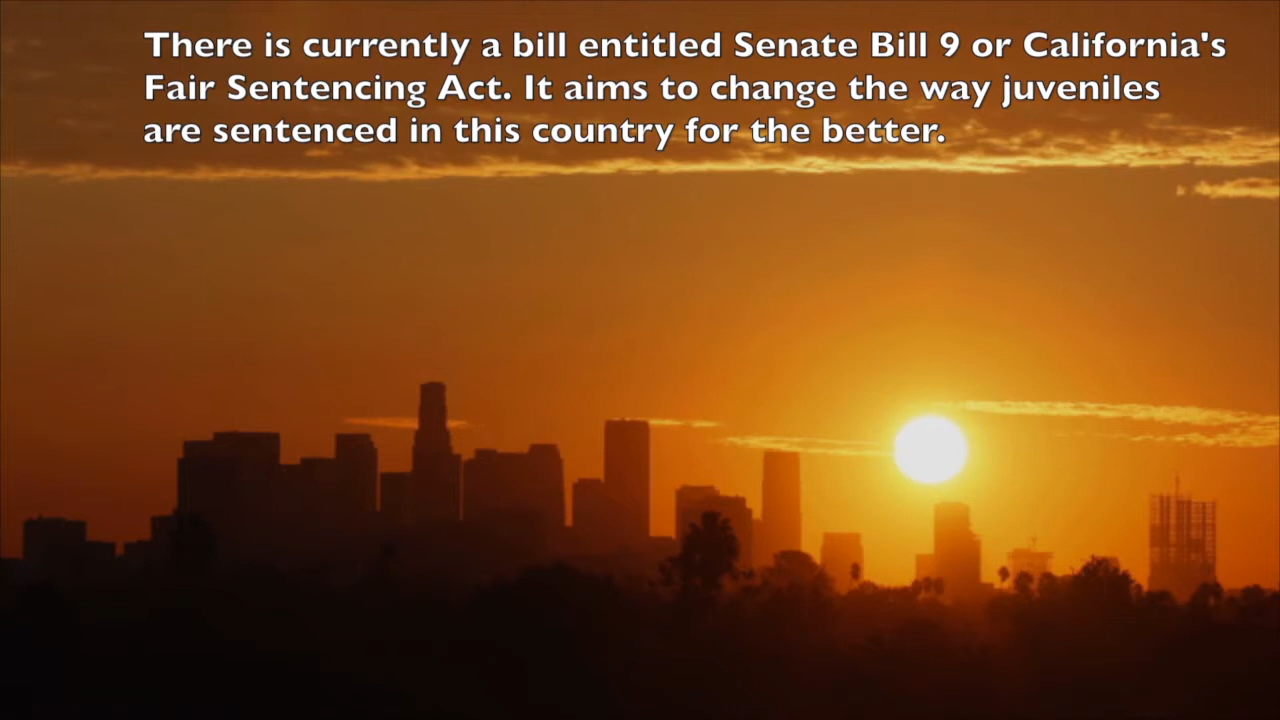 There is currently a bill entitled Senate Bill 9 or California's
Fair Sentencing Act. It aims to change the way juveniles
are sentenced in this country for the better.